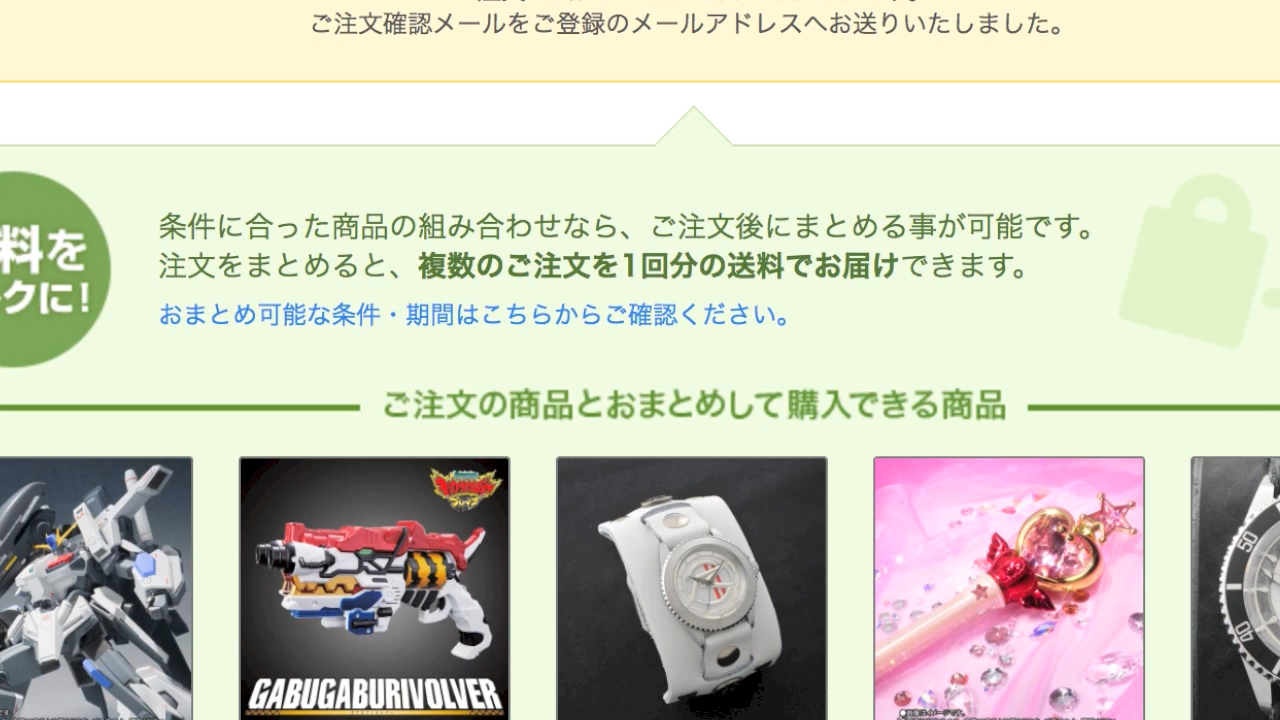 ご注文確認メールをご登録のメールアドレスへお送りいたしました。
料を
クに!
条件に合った商品の組み合わせなら、ご注文後にまとめる事が可能です。
注文をまとめると、複数のご注文を1回分の送料でお届けできます。
おまとめ可能な条件・期間はこちらからご確認ください。
ご注文の商品とおまとめして購入できる商品
GABUGABURIVOLVER
50
40